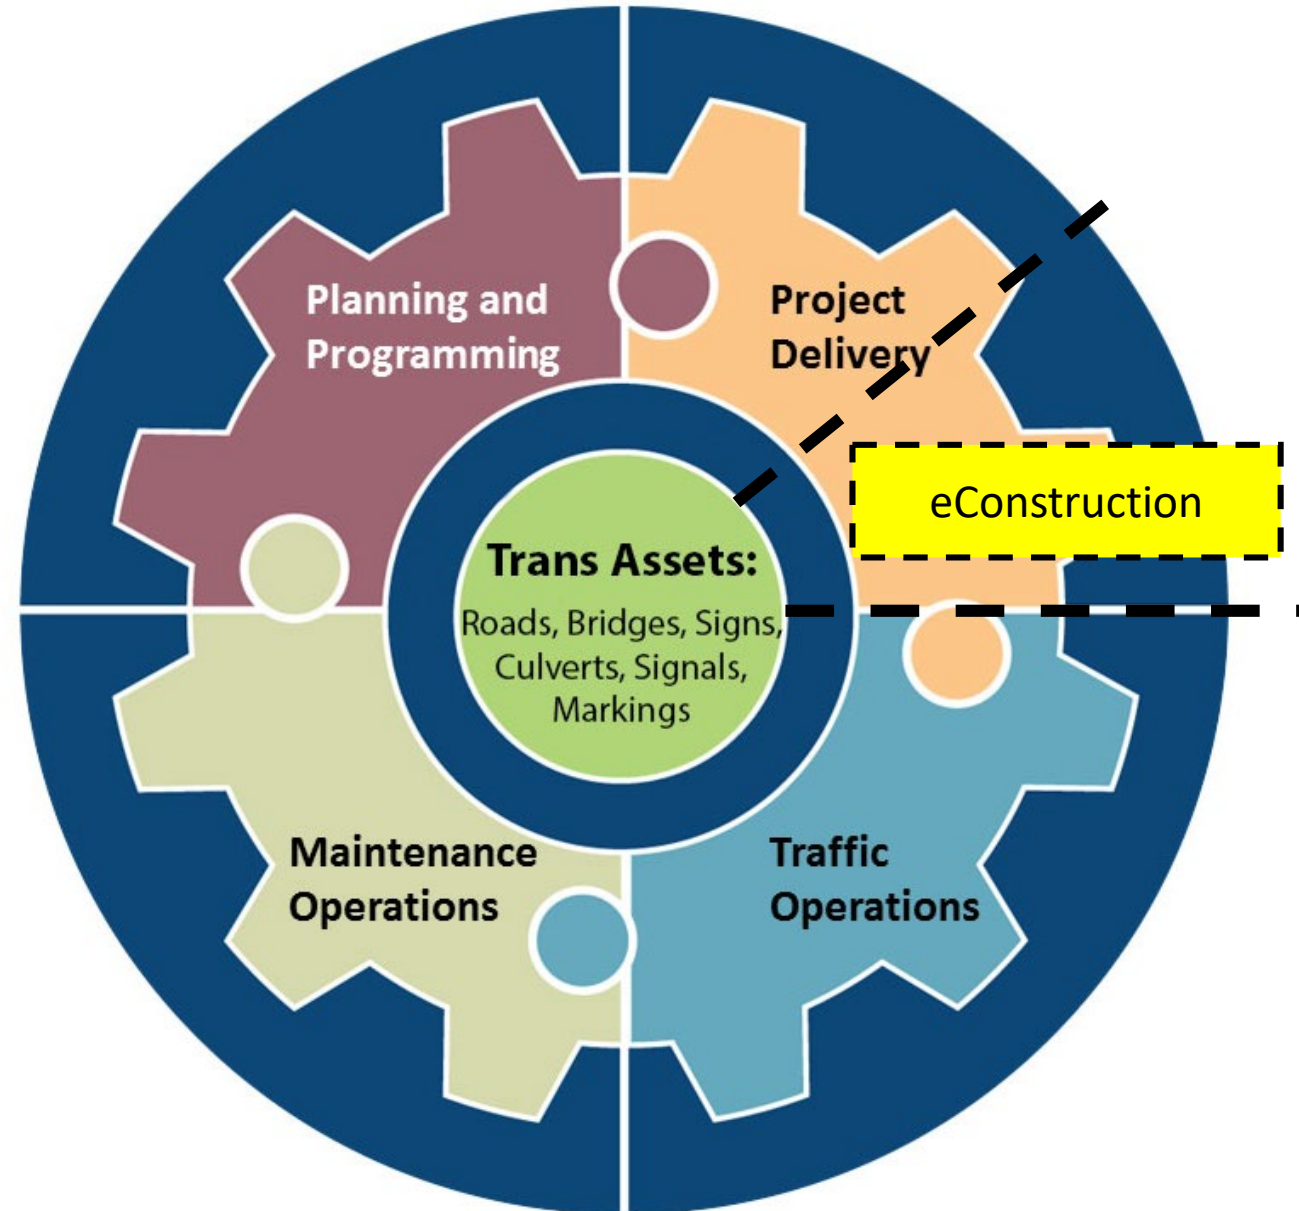 Planning and
Programming
Project
Delivery
eConstruction
Trans Assets:
Roads, Bridges, Signs,
Culverts, Signals,
Markings
Maintenance
Operations
Traffic
Operations